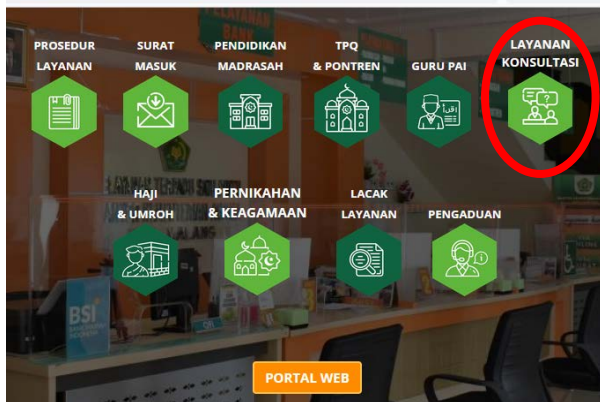 PROSEDUR
LAYANAN
SURAT
MASUK
PENDIDIKAN
MADRASAH
TPQ
& PONTREN
GURU PAI
LAYANAN
KONSULTASI
HAJI
& UMROH
PERNIKAHAN
& KEAGAMAAN
LACAK
LAYANAN
PENGADUAN
BSI
PORTAL WEB